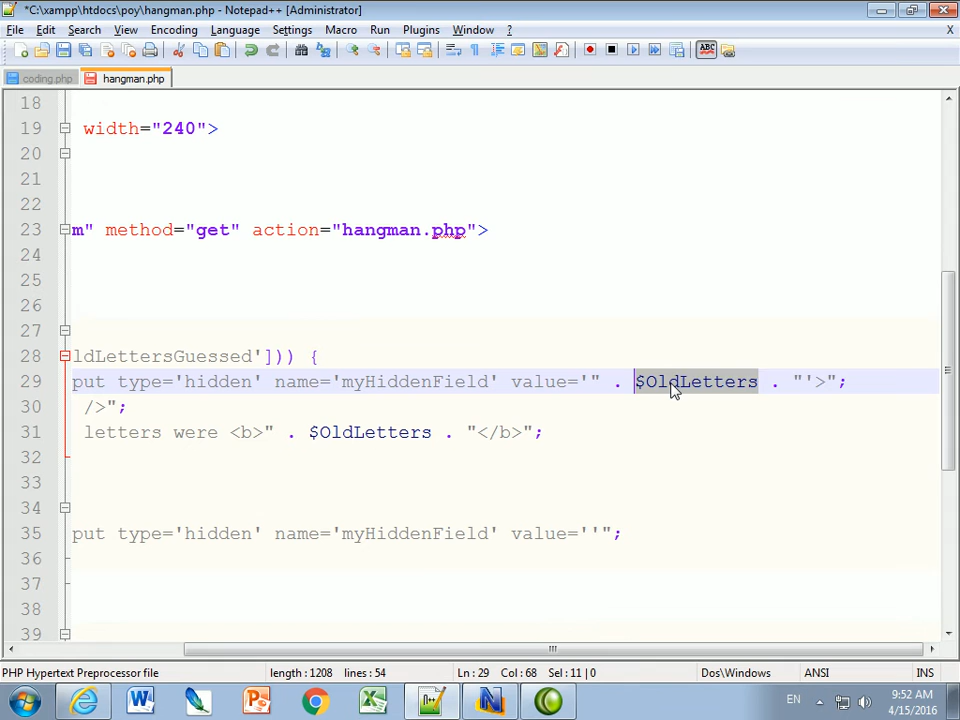 *C:\xampp\htdocs\poy\hangman.php - Notepad++ [Administrator]
File Edit Search View Encoding Language Settings Macro Run Plugins Window ? X
coding.php hangman.php
18
19 width="240">
20
21
22
23 m" method="get" action="hangman.php">
24
25
26
27
28 ldLettersGuessed'])) {
29 put type='hidden' name='myHiddenField' value='" . $OldLetters . "'>";
30 />";
31 letters were <b>" . $OldLetters . "</b>";
32
33
34
35 put type='hidden' name='myHiddenField' value=''";
36
37
38
39
PHP Hypertext Preprocessor file length : 1208 lines : 54 Ln : 29 Col : 68 Sel : 11 | 0 Dos\Windows ANSI INS
EN 9:52 AM
4/15/2016